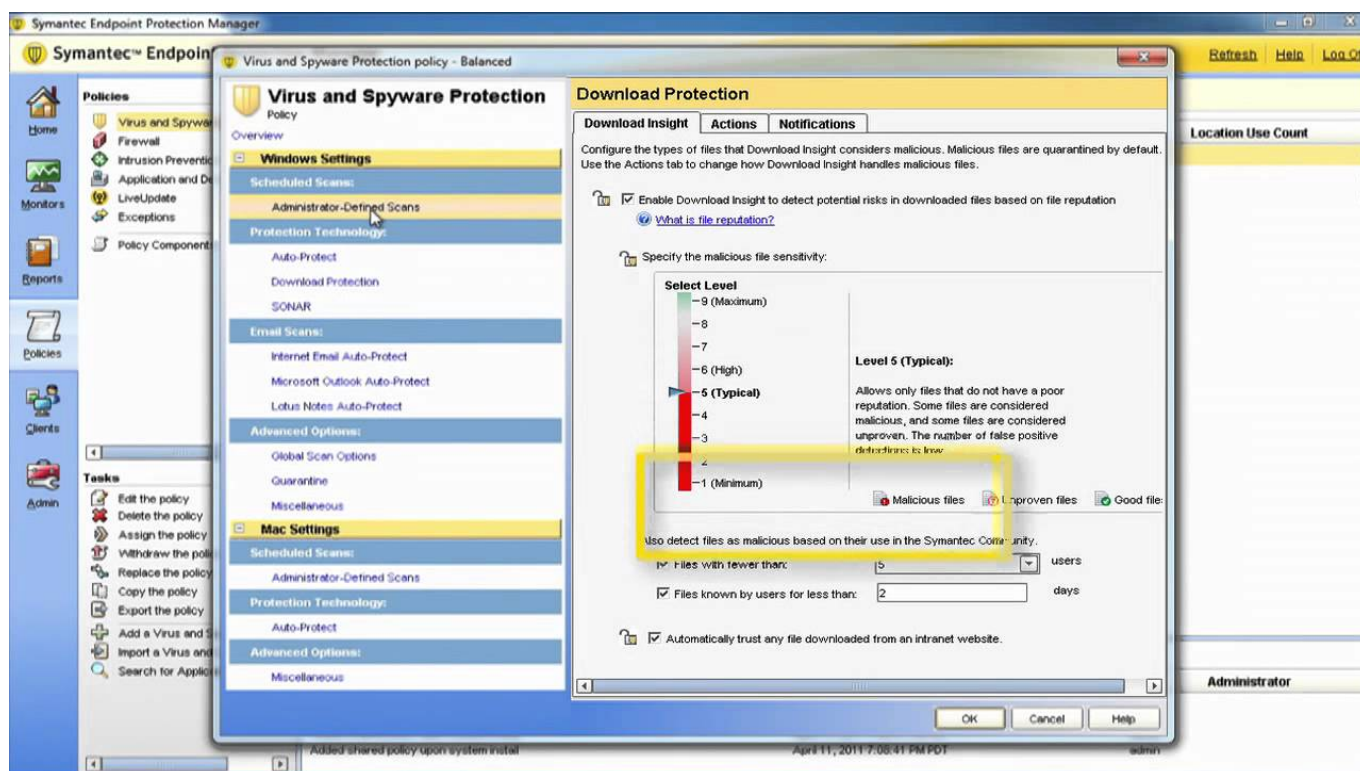 Symantec Endpoint Protection Manager
Symantec™ Endpoint
Refresh Help
Home
Monitors
Reports
Policies
Clients
Admin
Policies
Virus and
Firewall
Intrusion
Application and
LiveUpdate
Exceptions
Policy
Tasks
Edit the policy
Delete the policy
Assign the policy
Withdraw the
Replace the policy
Copy the policy
Export the policy
Add a Virus and
Import a Virus and
Search for
Virus and Spyware Protection policy - Balanced
Virus and Spyware Protection
Policy
Overview
Windows Settings
Scheduled Scans:
Administrator-Defined Scans
Protection Technology:
Auto-Protect
Download Protection
SONAR
Email Scans:
Internet Email Auto-Protect
Microsoft Outlook Auto-Protect
Lotus Notes Auto-Protect
Advanced Options:
Global Scan Options
Quarantine
Miscellaneous
Mac Settings
Scheduled Scans:
Administrator-Defined Scans
Protection Technology:
Auto-Protect
Advanced Options:
Miscellaneous
Download Protection
Download Insight Actions Notifications
Configure the types of files that Download Insight considers malicious. Malicious files are quarantined by default.
Use the Actions tab to change how Download Insight handles malicious files.
Enable Download Insight to detect potential risks in downloaded files based on file reputation
What is file reputation?
Specify the malicious file sensitivity:
Select Level
9 (Maximum)
8
7
6 (High)
5 (Typical)
4
3
2
1 (Minimum)
Level 5 (Typical):
Allows only files that do not have a poor
reputation. Some files are considered
malicious, and some files are considered
unproven. The number of false positive
detections is low.
Malicious files Unproven files Good
Also detect files as malicious based on their use in the Symantec Community.
Files with fewer than: 5 users
Files known by users for less than: 2 days
Automatically trust any file downloaded from an intranet website.
OK Cancel Help
Location Use Count
Administrator
Added shared policy upon system install April 11, 2011 7:08:41 PM PDT admin